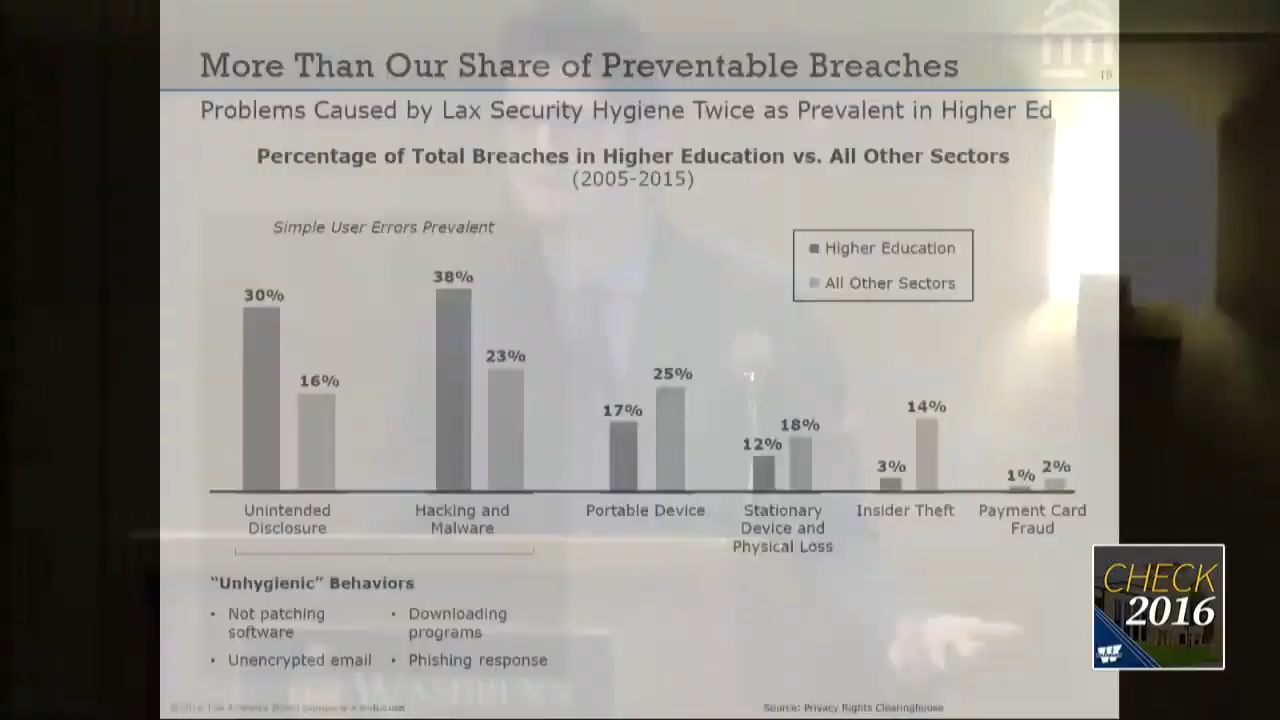 More Than Our Share of Preventable Breaches
10
Problems Caused by Lax Security Hygiene Twice as Prevalent in Higher Ed
Percentage of Total Breaches in Higher Education vs. All Other Sectors
(2005-2015)
Simple User Errors Prevalent
Higher Education
All Other Sectors
30%
16%
38%
23%
17%
25%
12%
18%
3%
14%
1%
2%
Unintended
Disclosure
Hacking and
Malware
Portable Device
Stationary
Device and
Physical Loss
Insider Theft
Payment Card
Fraud
"Unhygienic" Behaviors
• Not patching
software
• Unencrypted email
• Downloading
programs
• Phishing response
Source: Privacy Rights Clearinghouse
CHECK
2016
W